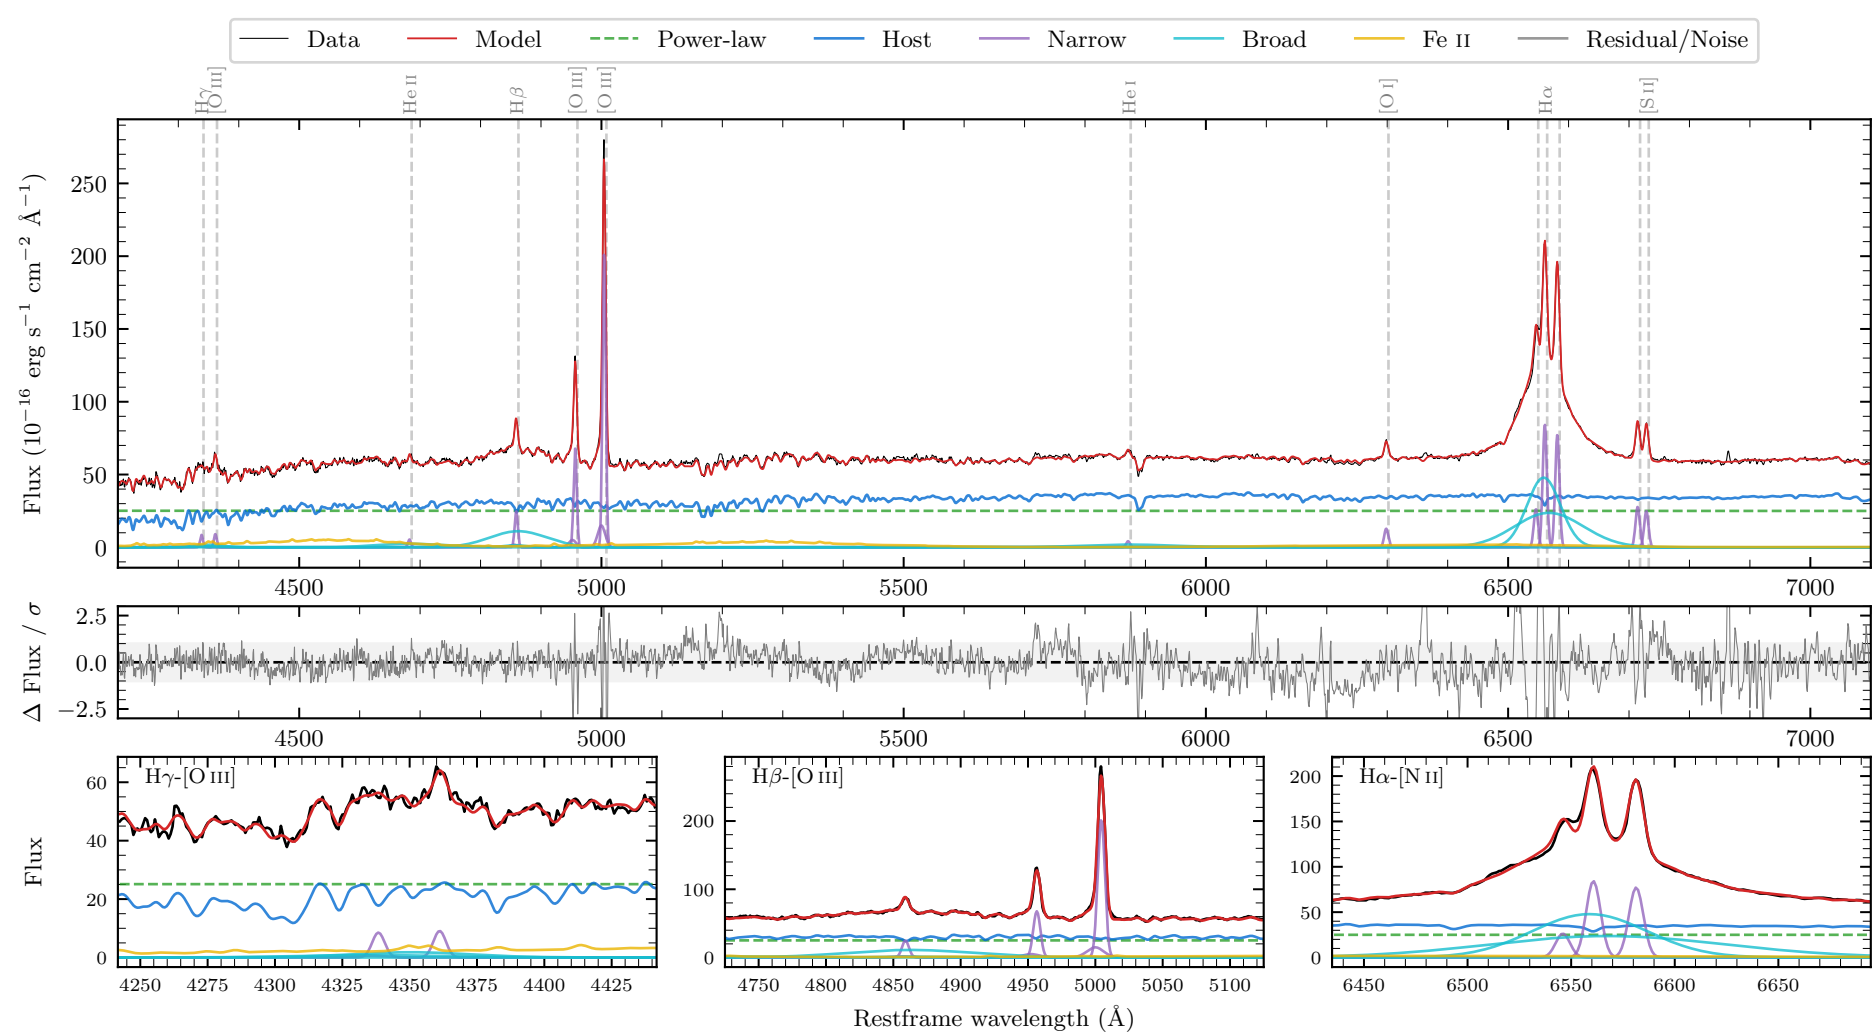 Data Model Power-law Host Narrow Broad Fe II Residual/Noise
Hγ [O III] He II Hβ [O III] [O III] He I [O I] Hα [S II]
Flux (10⁻¹⁶ erg s⁻¹ cm⁻² Å⁻¹)
250
200
150
100
50
0
4500 5000 5500 6000 6500 7000
Δ Flux / σ
2.5
0.0
−2.5
4500 5000 5500 6000 6500 7000
Flux
Hγ-[O III]
60
40
20
0
4250 4275 4300 4325 4350 4375 4400 4425
Hβ-[O III]
200
100
0
4750 4800 4850 4900 4950 5000 5050 5100
Hα-[N II]
200
150
100
50
0
6450 6500 6550 6600 6650
Restframe wavelength (Å)